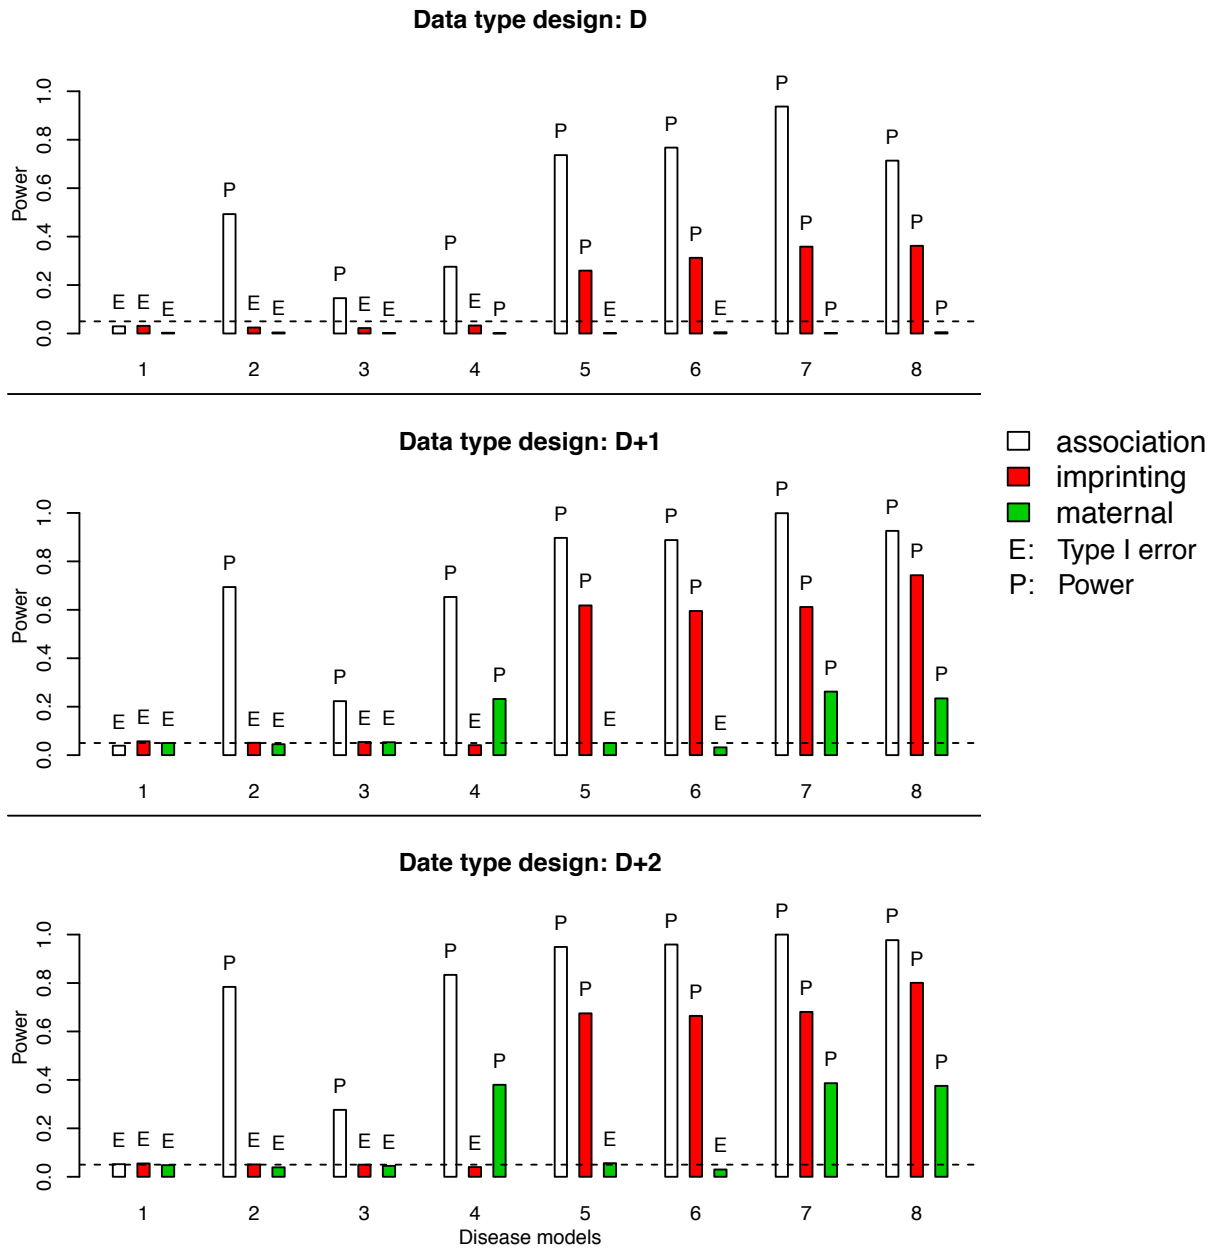 Data type design: D
Power
0.0 0.2 0.4 0.6 0.8 1.0
E E E P E E P E E P E P P P E P P E P P P P P P
1 2 3 4 5 6 7 8
Data type design: D+1
Power
0.0 0.2 0.4 0.6 0.8 1.0
E E E P E E P E E P E P P P E P P E P P P P P P
1 2 3 4 5 6 7 8
association
imprinting
maternal
E: Type I error
P: Power
Date type design: D+2
Power
0.0 0.2 0.4 0.6 0.8 1.0
E E E P E E P E E P E P P P E P P E P P P P P P
1 2 3 4 5 6 7 8
Disease models